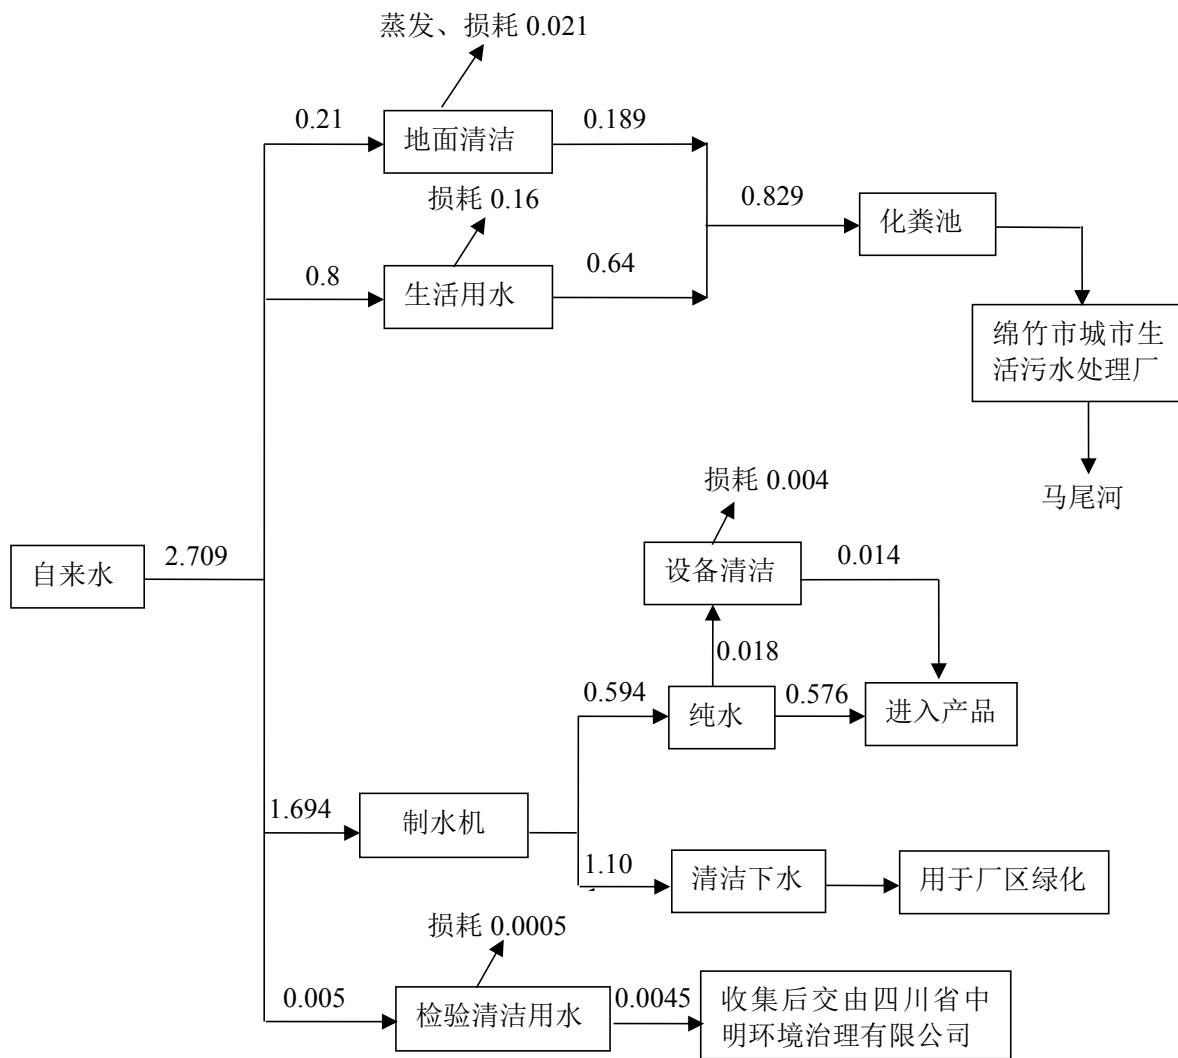 蒸发、损耗 0.021
0.21
地面清洁
0.189
损耗 0.16
0.829
化粪池
0.8
生活用水
0.64
绵竹市城市生
活污水处理厂
马尾河
损耗 0.004
自来水
2.709
设备清洁
0.014
0.018
0.594
纯水
0.576
进入产品
1.694
制水机
1.10
清洁下水
用于厂区绿化
损耗 0.0005
0.005
检验清洁用水
0.0045
收集后交由四川省中
明环境治理有限公司